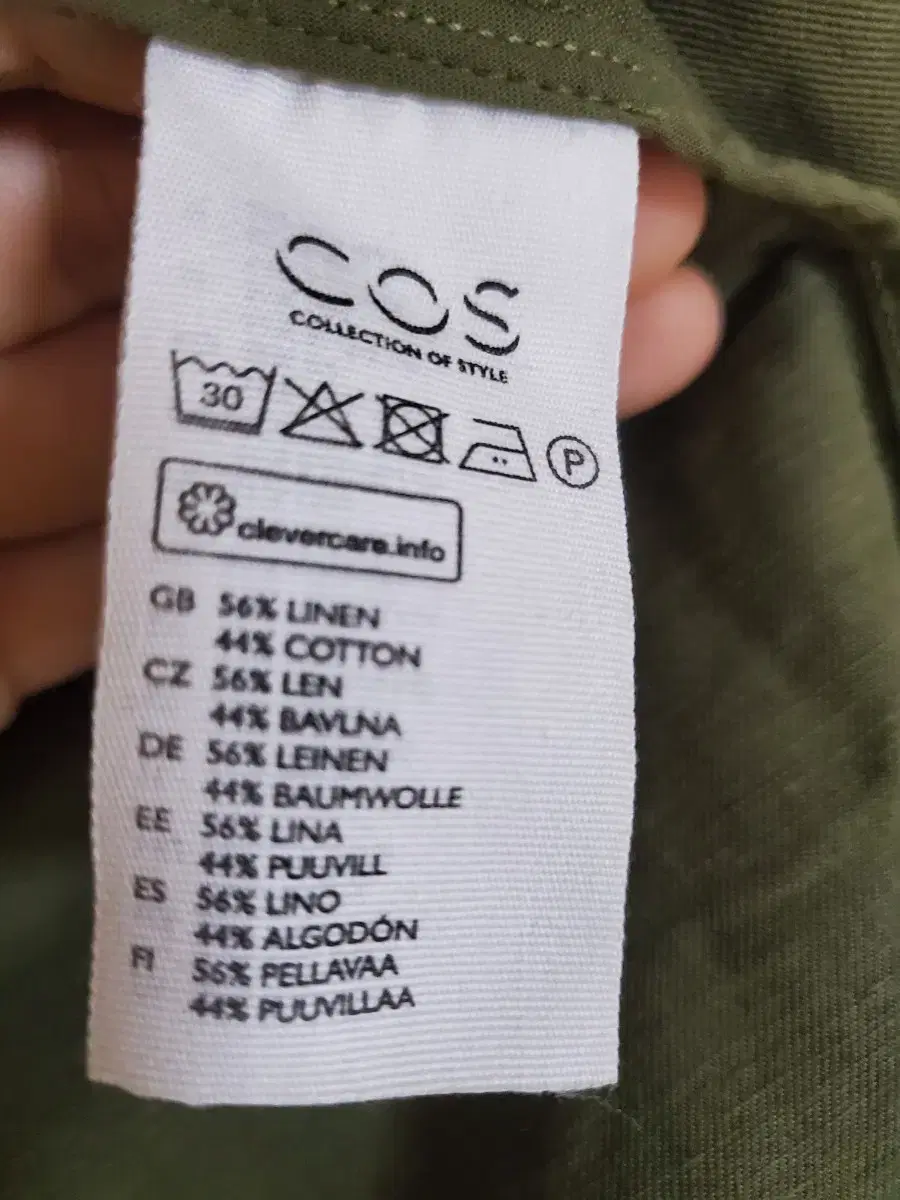 COS
COLLECTION OF STYLE
30
P
clevercare.info
GB 56% LINEN
44% COTTON
CZ 56% LEN
44% BAVLNA
DE 56% LEINEN
44% BAUMWOLLE
EE 56% LINA
44% PUUVILL
ES 56% LINO
44% ALGODÓN
FI 56% PELLAVAA
44% PUUVILLAA